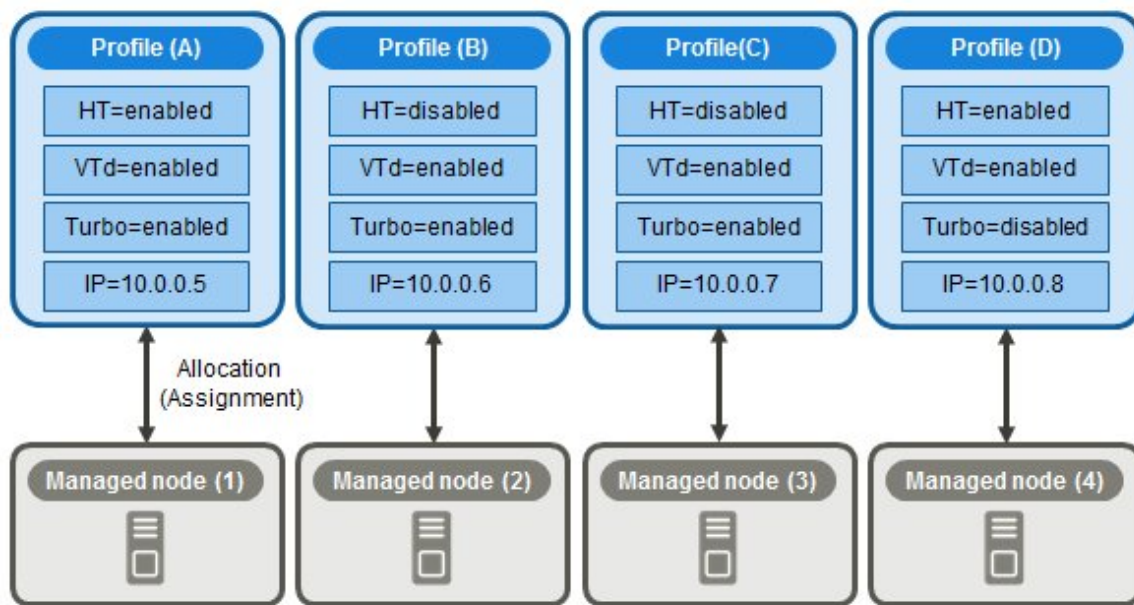 Profile (A)
HT=enabled
VTd=enabled
Turbo=enabled
IP=10.0.0.5
Profile (B)
HT=disabled
VTd=enabled
Turbo=enabled
IP=10.0.0.6
Profile(C)
HT=disabled
VTd=enabled
Turbo=enabled
IP=10.0.0.7
Profile (D)
HT=enabled
VTd=enabled
Turbo=disabled
IP=10.0.0.8
Allocation
(Assignment)
Managed node (1)
Managed node (2)
Managed node (3)
Managed node (4)